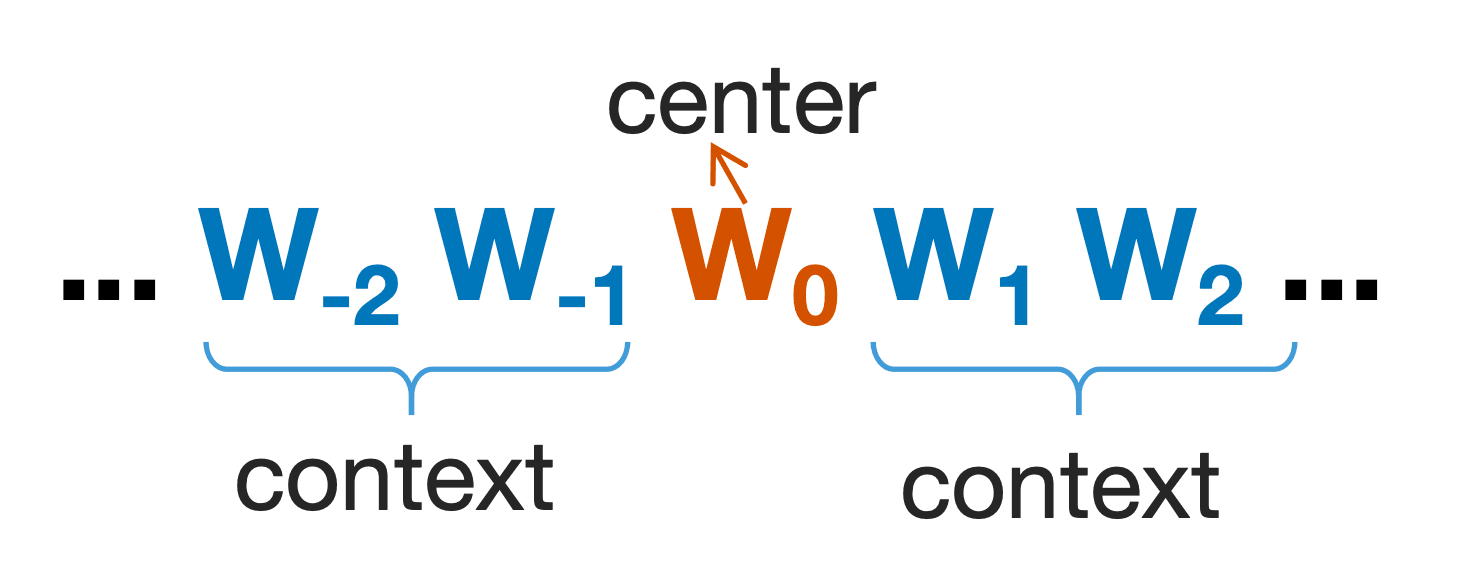 center
... W-2 W-1 W0 W1 W2 ...
context context